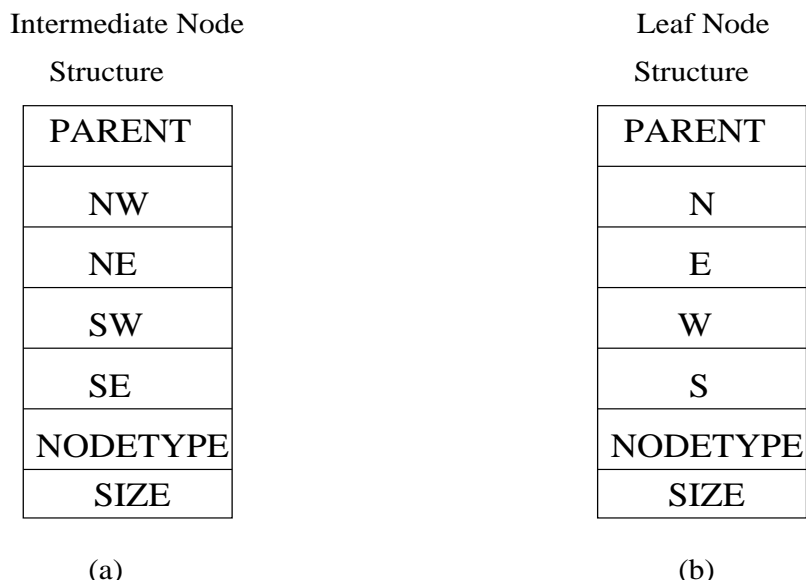 Intermediate Node
Structure
PARENT
NW
NE
SW
SE
NODETYPE
SIZE
(a)
Leaf Node
Structure
PARENT
N
E
W
S
NODETYPE
SIZE
(b)